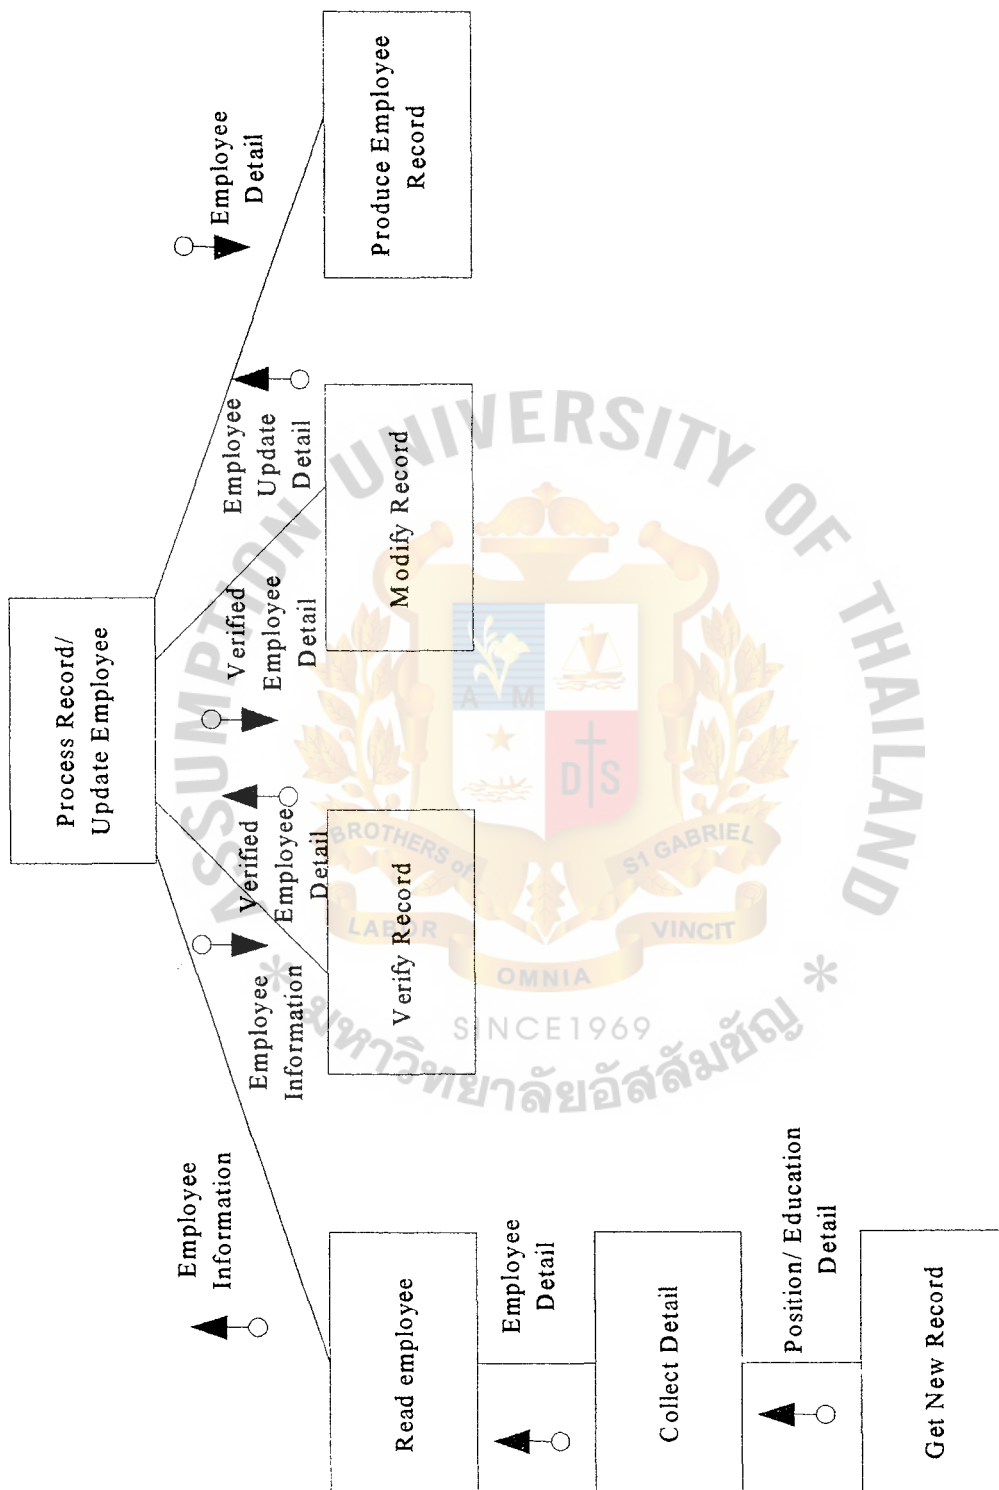 Process Record/
Update Employee
Employee
Information
Employee
Information
Verified
Employee
Detail
Verified
Employee
Detail
Employee
Update
Detail
Employee
Detail
Read employee
Verify Record
Modify Record
Produce Employee
Record
Employee
Detail
Collect Detail
Position/ Education
Detail
Get New Record
ASSUMPTION UNIVERSITY OF THAILAND
A M
D S
BROTHERS of
S1 GABRIEL
LABOR
VINCIT
OMNIA
SINCE1969
* มหาวิทยาลัยอัสสัมชัญ *